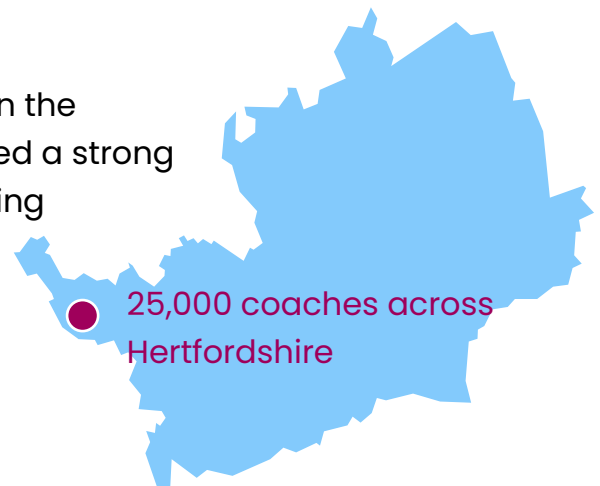 n the
ed a strong
ing
25,000 coaches across
Hertfordshire